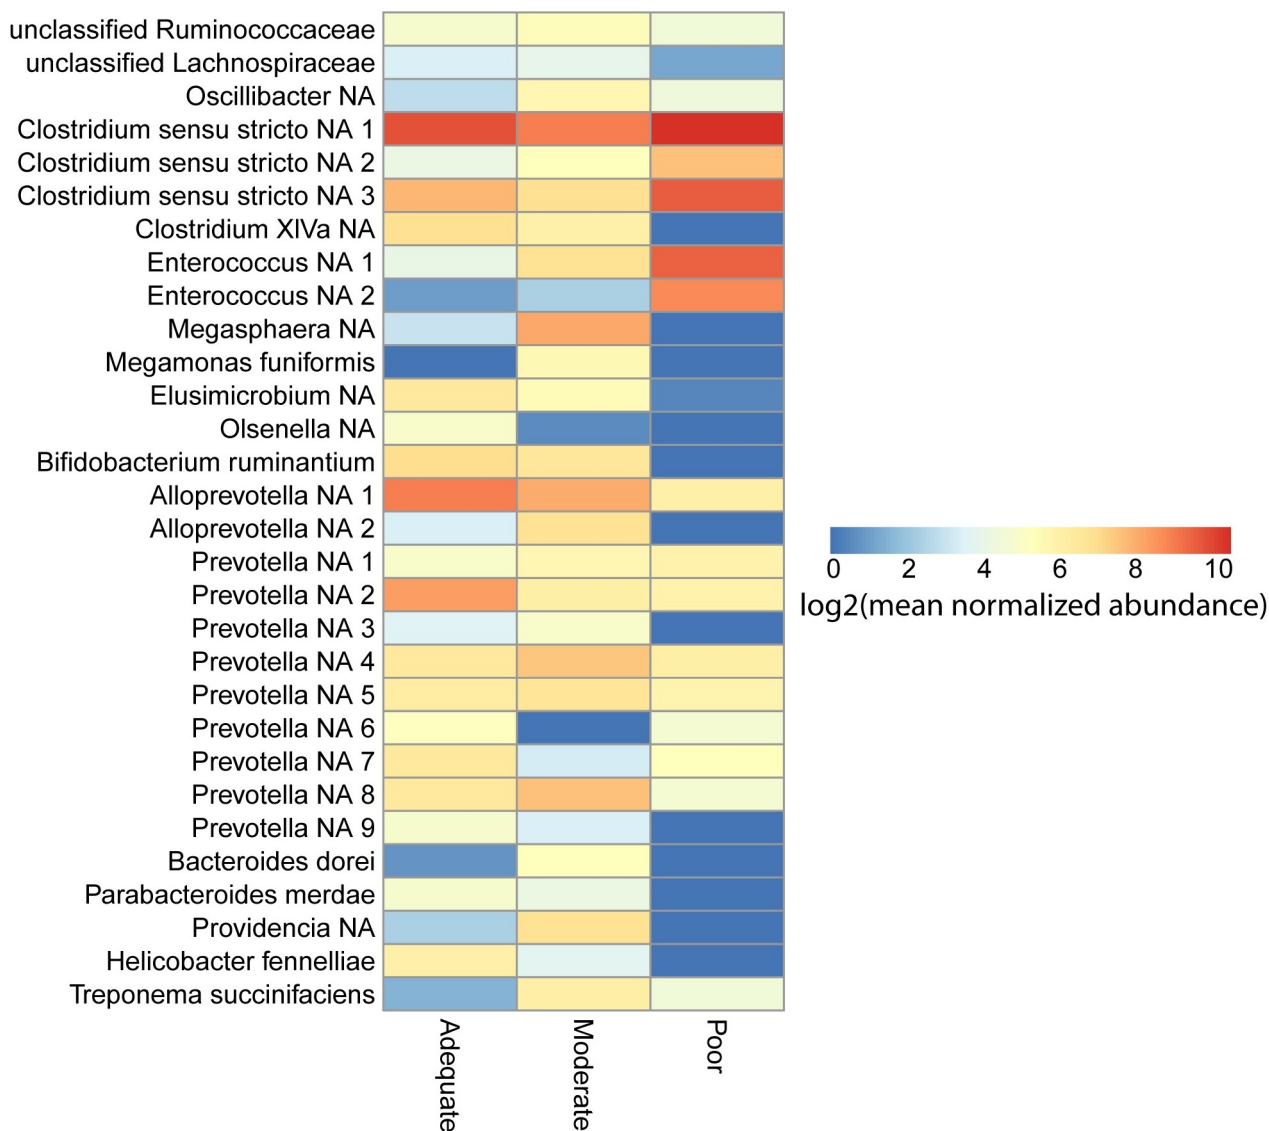 unclassified Ruminococcaceae
unclassified Lachnospiraceae
Oscillibacter NA
Clostridium sensu stricto NA 1
Clostridium sensu stricto NA 2
Clostridium sensu stricto NA 3
Clostridium XIVa NA
Enterococcus NA 1
Enterococcus NA 2
Megasphaera NA
Megamonas funiformis
Elusimicrobium NA
Olsenella NA
Bifidobacterium ruminantium
Alloprevotella NA 1
Alloprevotella NA 2
Prevotella NA 1
Prevotella NA 2
Prevotella NA 3
Prevotella NA 4
Prevotella NA 5
Prevotella NA 6
Prevotella NA 7
Prevotella NA 8
Prevotella NA 9
Bacteroides dorei
Parabacteroides merdae
Providencia NA
Helicobacter fennelliae
Treponema succinifaciens
Adequate
Moderate
Poor
0 2 4 6 8 10
log2(mean normalized abundance)